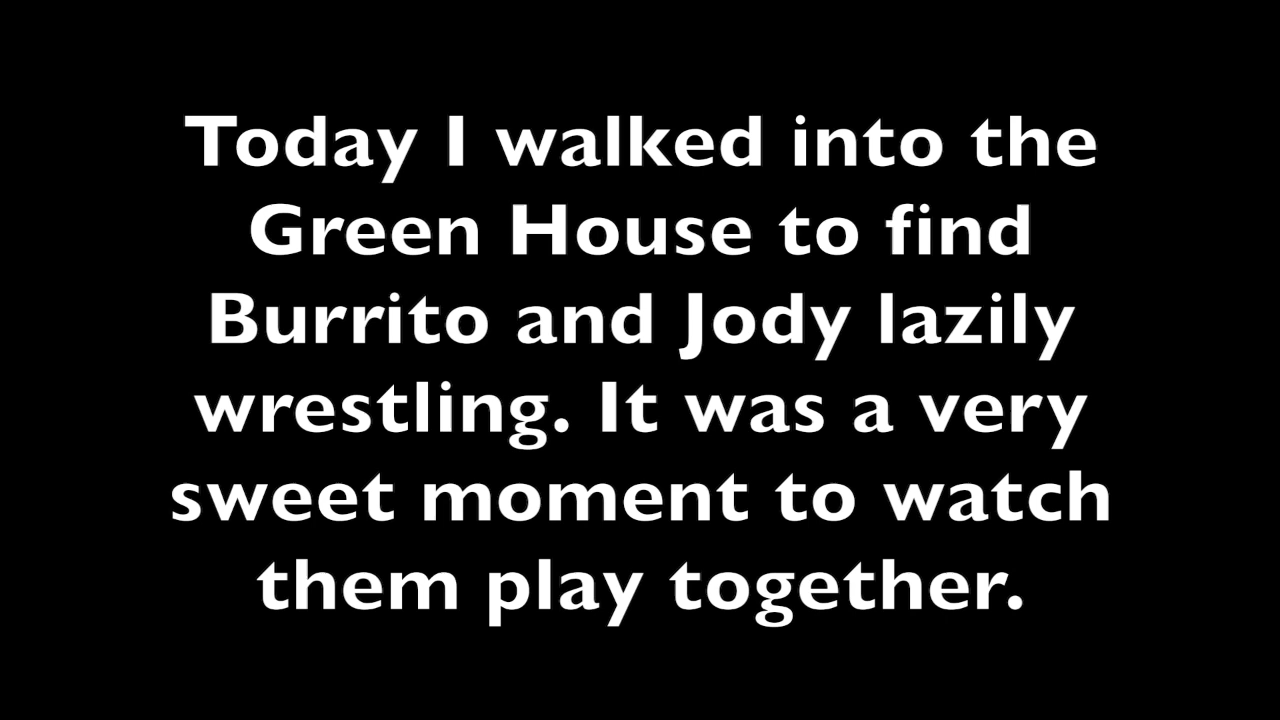 Today I walked into the
Green House to find
Burrito and Jody lazily
wrestling. It was a very
sweet moment to watch
them play together.